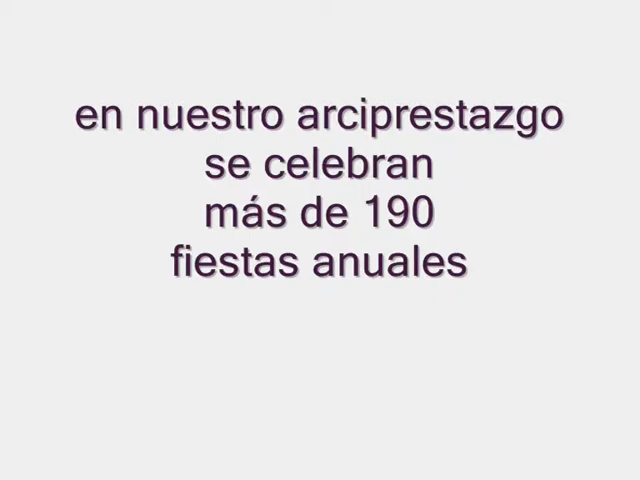 en nuestro arciprestazgo
se celebran
más de 190
fiestas anuales